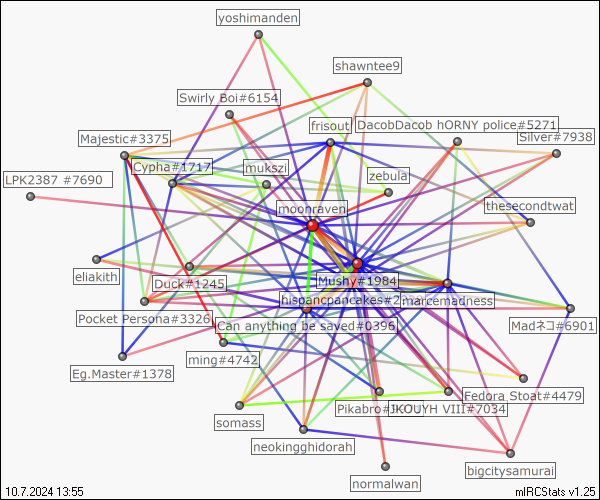 yoshimanden
shawntee9
Swirly Boi#6154
frisout
DacobDacob hORNY police#5271
Silver#7938
Majestic#3375
Cypha#1717
mukszi
LPK2387 #7690
zebula
moonraven
thesecondtwat
eliakith
Duck#1245
Mushy#1984
hispancpancakes#2
marcemadness
Pocket Persona#3326
Can anything be saved#0396
Madネコ#6901
ming#4742
Eg.Master#1378
Fedora Stoat#4479
Pikabro#
JKOUYH VIII#7034
somass
neokingghidorah
bigcitysamurai
normalwan
10.7.2024 13:55
mIRCStats v1.25